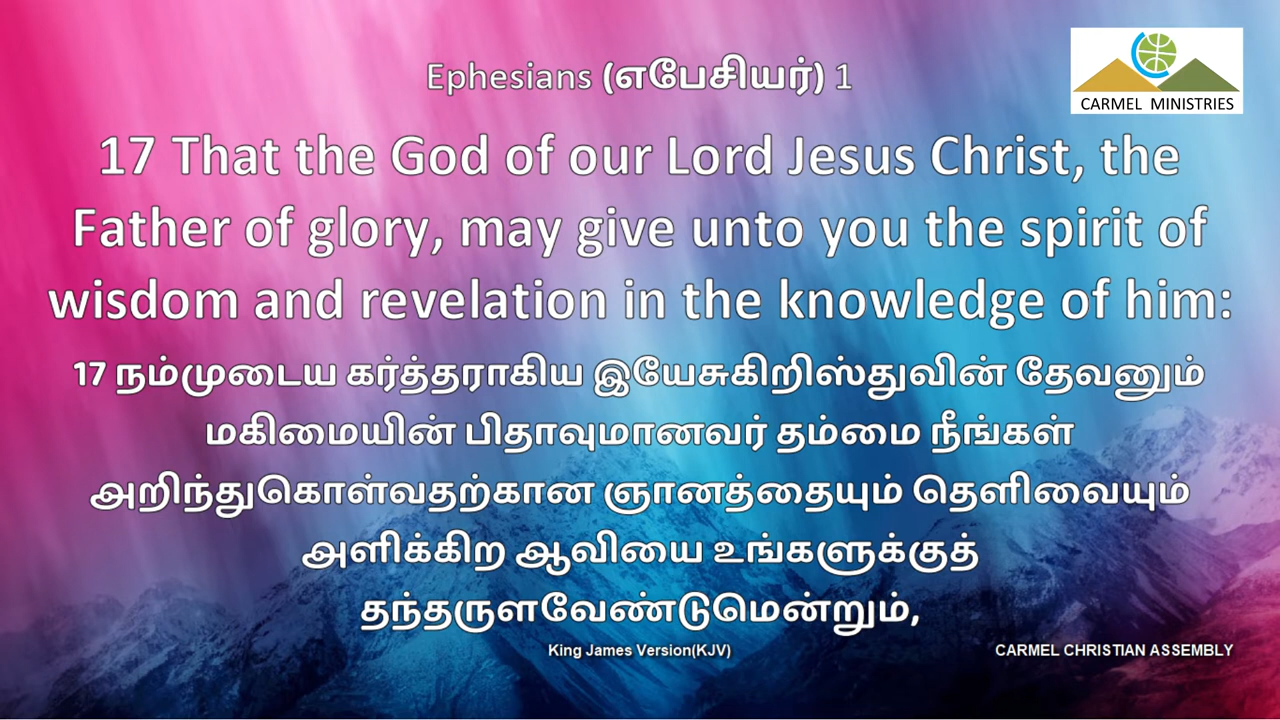 CARMEL MINISTRIES
Ephesians (எபேசியர்) 1
17 That the God of our Lord Jesus Christ, the
Father of glory, may give unto you the spirit of
wisdom and revelation in the knowledge of him:
17 நம்முடைய கர்த்தராகிய இயேசுகிறிஸ்துவின் தேவனும்
மகிமையின் பிதாவுமானவர் தம்மை நீங்கள்
அறிந்துகொள்வதற்கான ஞானத்தையும் தெளிவையும்
அளிக்கிற ஆவியை உங்களுக்குத்
தந்தருளவேண்டுமென்றும்,
King James Version(KJV)
CARMEL CHRISTIAN ASSEMBLY